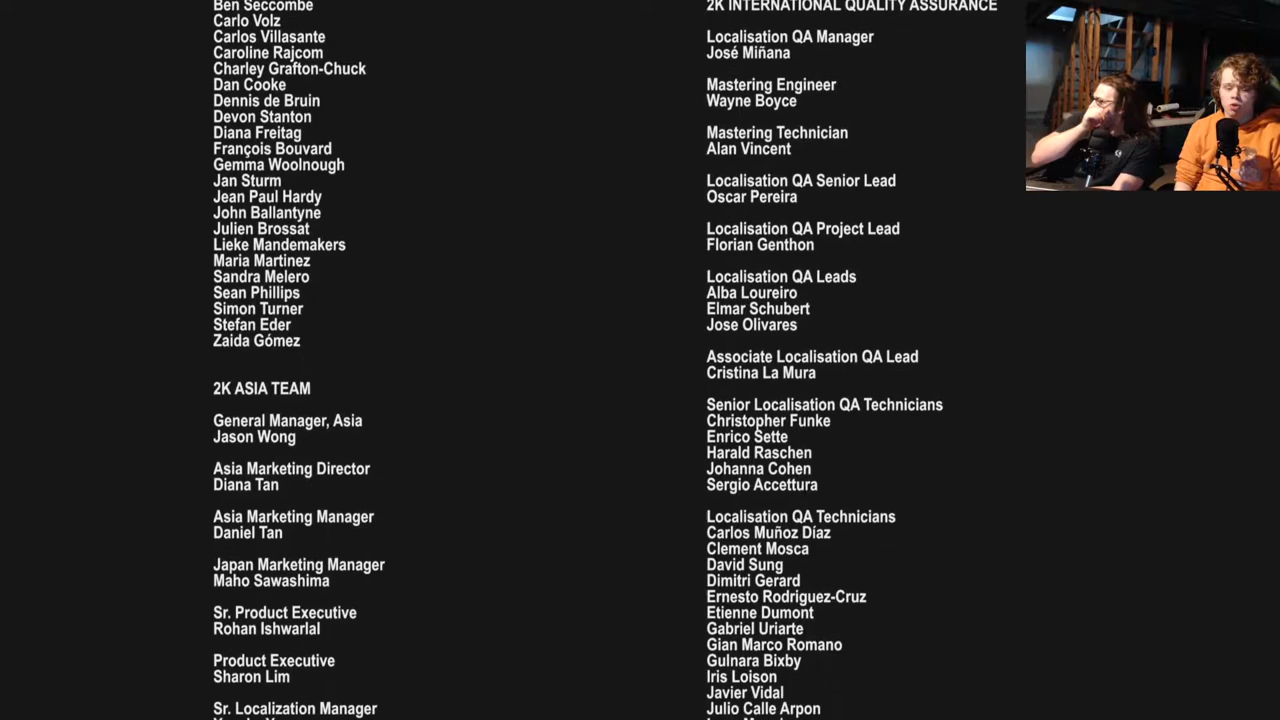 Ben Seccombe
Carlo Volz
Carlos Villasante
Caroline Rajcom
Charley Grafton-Chuck
Dan Cooke
Dennis de Bruin
Devon Stanton
Diana Freitag
François Bouvard
Gemma Woolnough
Jan Sturm
Jean Paul Hardy
John Ballantyne
Julien Brossat
Lieke Mandemakers
Maria Martinez
Sandra Melero
Sean Phillips
Simon Turner
Stefan Eder
Zaida Gómez
2K ASIA TEAM
General Manager, Asia
Jason Wong
Asia Marketing Director
Diana Tan
Asia Marketing Manager
Daniel Tan
Japan Marketing Manager
Maho Sawashima
Sr. Product Executive
Rohan Ishwarlal
Product Executive
Sharon Lim
Sr. Localization Manager
2K INTERNATIONAL QUALITY ASSURANCE
Localisation QA Manager
José Miñana
Mastering Engineer
Wayne Boyce
Mastering Technician
Alan Vincent
Localisation QA Senior Lead
Oscar Pereira
Localisation QA Project Lead
Florian Genthon
Localisation QA Leads
Alba Loureiro
Elmar Schubert
Jose Olivares
Associate Localisation QA Lead
Cristina La Mura
Senior Localisation QA Technicians
Christopher Funke
Enrico Sette
Harald Raschen
Johanna Cohen
Sergio Accettura
Localisation QA Technicians
Carlos Muñoz Díaz
Clement Mosca
David Sung
Dimitri Gerard
Ernesto Rodriguez-Cruz
Etienne Dumont
Gabriel Uriarte
Gian Marco Romano
Gulnara Bixby
Iris Loison
Javier Vidal
Julio Calle Arpon